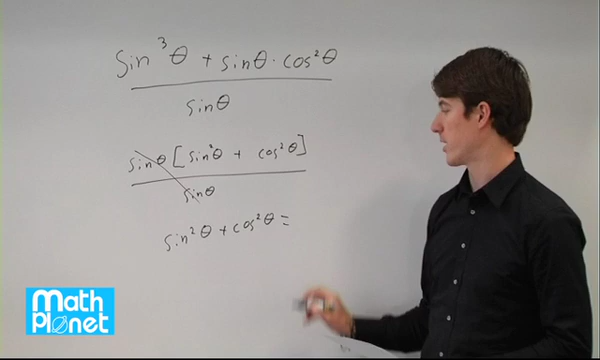 sin³θ + sinθ · cos²θ
sinθ
sinθ [sin²θ + cos²θ]
sinθ
sin²θ + cos²θ =
Math
Planet